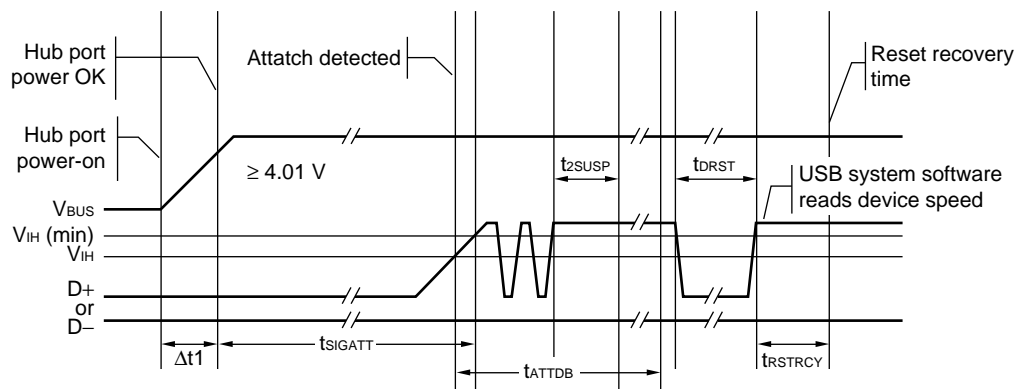 Hub port
power OK
Attatch detected
Reset recovery
time
Hub port
power-on
≥ 4.01 V
t2SUSP
tDRST
USB system software
reads device speed
VBUS
VIH (min)
VIH
D+
or
D−
Δt1
tSIGATT
tATTDB
tRSTRCY